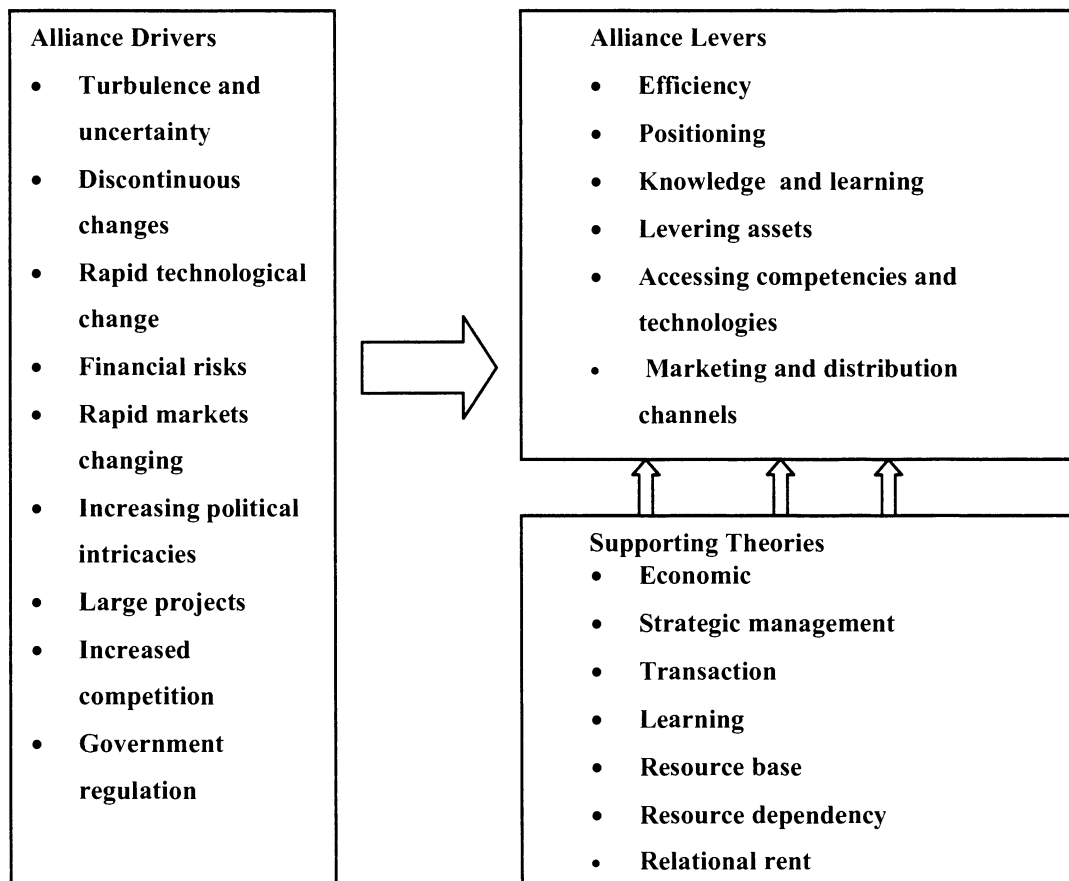 Alliance Drivers
• Turbulence and
uncertainty
• Discontinuous
changes
• Rapid technological
change
• Financial risks
• Rapid markets
changing
• Increasing political
intricacies
• Large projects
• Increased
competition
• Government
regulation
Alliance Levers
• Efficiency
• Positioning
• Knowledge and learning
• Levering assets
• Accessing competencies and
technologies
• Marketing and distribution
channels
Supporting Theories
• Economic
• Strategic management
• Transaction
• Learning
• Resource base
• Resource dependency
• Relational rent